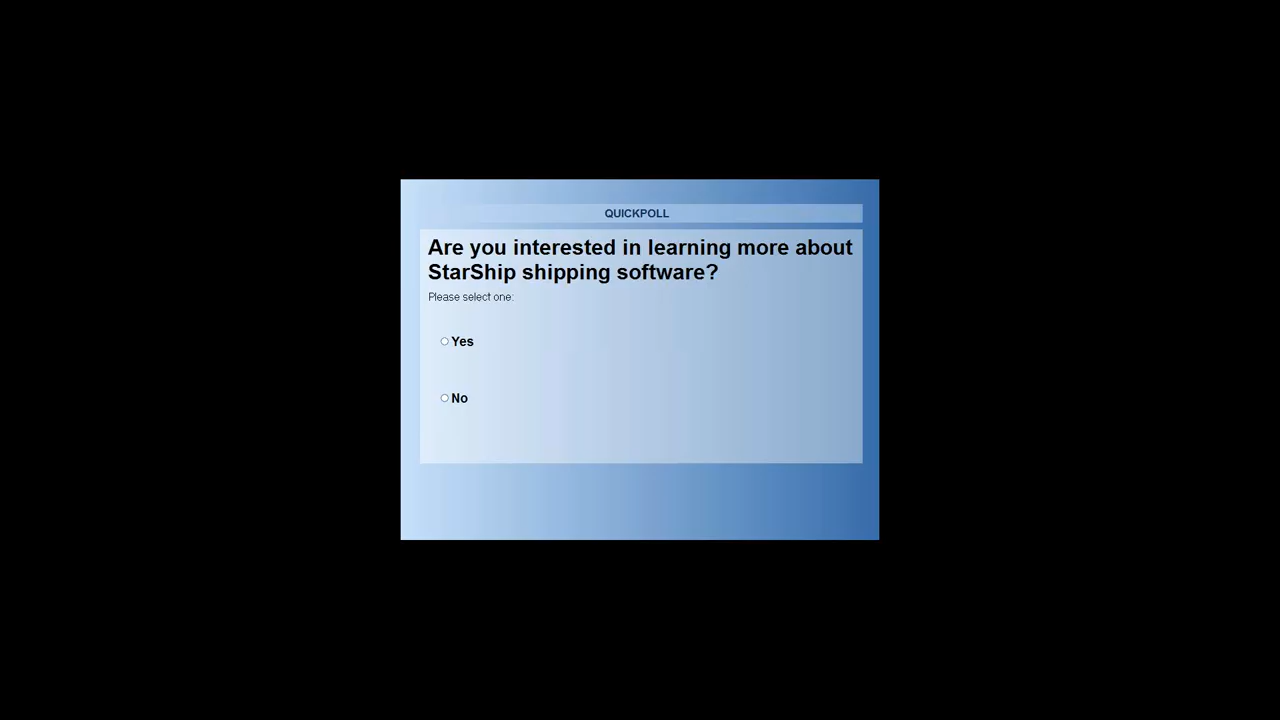 QUICKPOLL
Are you interested in learning more about
StarShip shipping software?
Please select one:
Yes
No